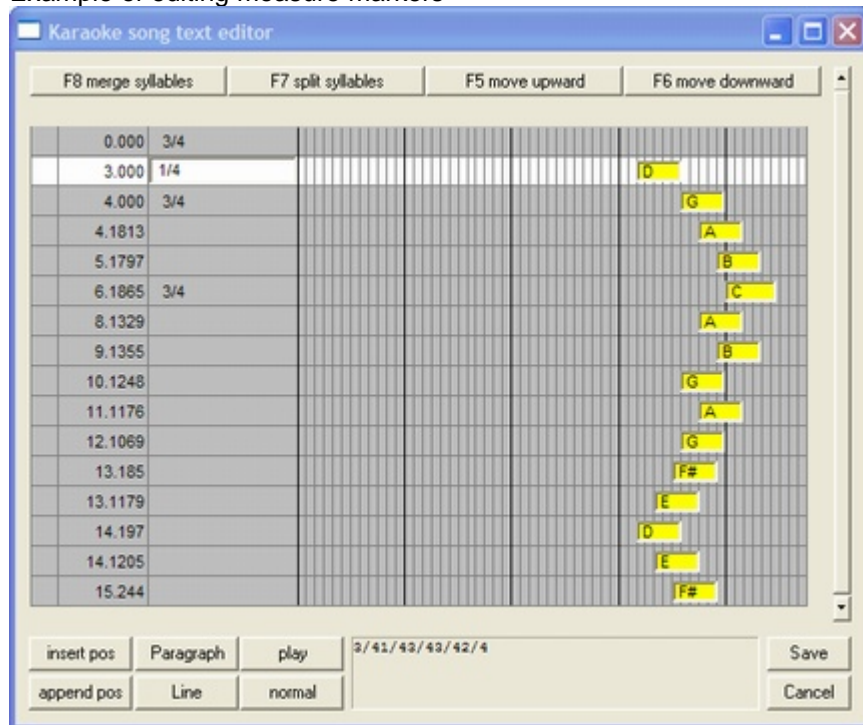 Example of editing measure markers
Karaoke song text editor
F8 merge syllables F7 split syllables F5 move upward F6 move downward
0.000 3/4
3.000 1/4 D
4.000 3/4 G
4.1813 A
5.1797 B
6.1865 3/4 C
8.1329 A
9.1355 B
10.1248 G
11.1176 A
12.1069 G
13.185 F#
13.1179 E
14.197 D
14.1205 E
15.244 F#
insert pos Paragraph play 3/41/43/43/42/4 Save
append pos Line normal Cancel